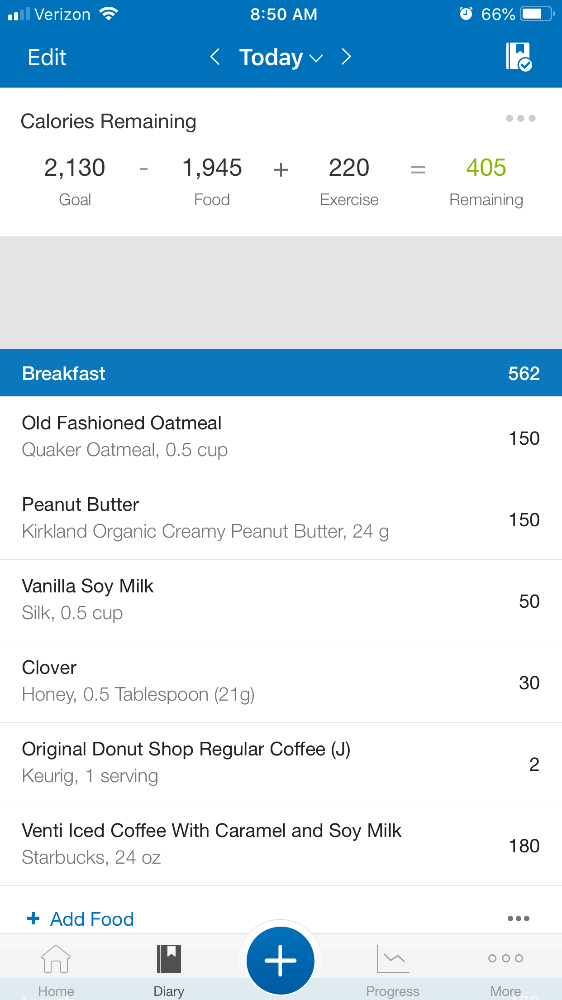 Verizon 8:50 AM 66%
Edit < Today >
Calories Remaining
2,130 - 1,945 + 220 = 405
Goal Food Exercise Remaining
Breakfast 562
Old Fashioned Oatmeal
Quaker Oatmeal, 0.5 cup
150
Peanut Butter
Kirkland Organic Creamy Peanut Butter, 24 g
150
Vanilla Soy Milk
Silk, 0.5 cup
50
Clover
Honey, 0.5 Tablespoon (21g)
30
Original Donut Shop Regular Coffee (J)
Keurig, 1 serving
2
Venti Iced Coffee With Caramel and Soy Milk
Starbucks, 24 oz
180
+ Add Food
Home Diary Progress More